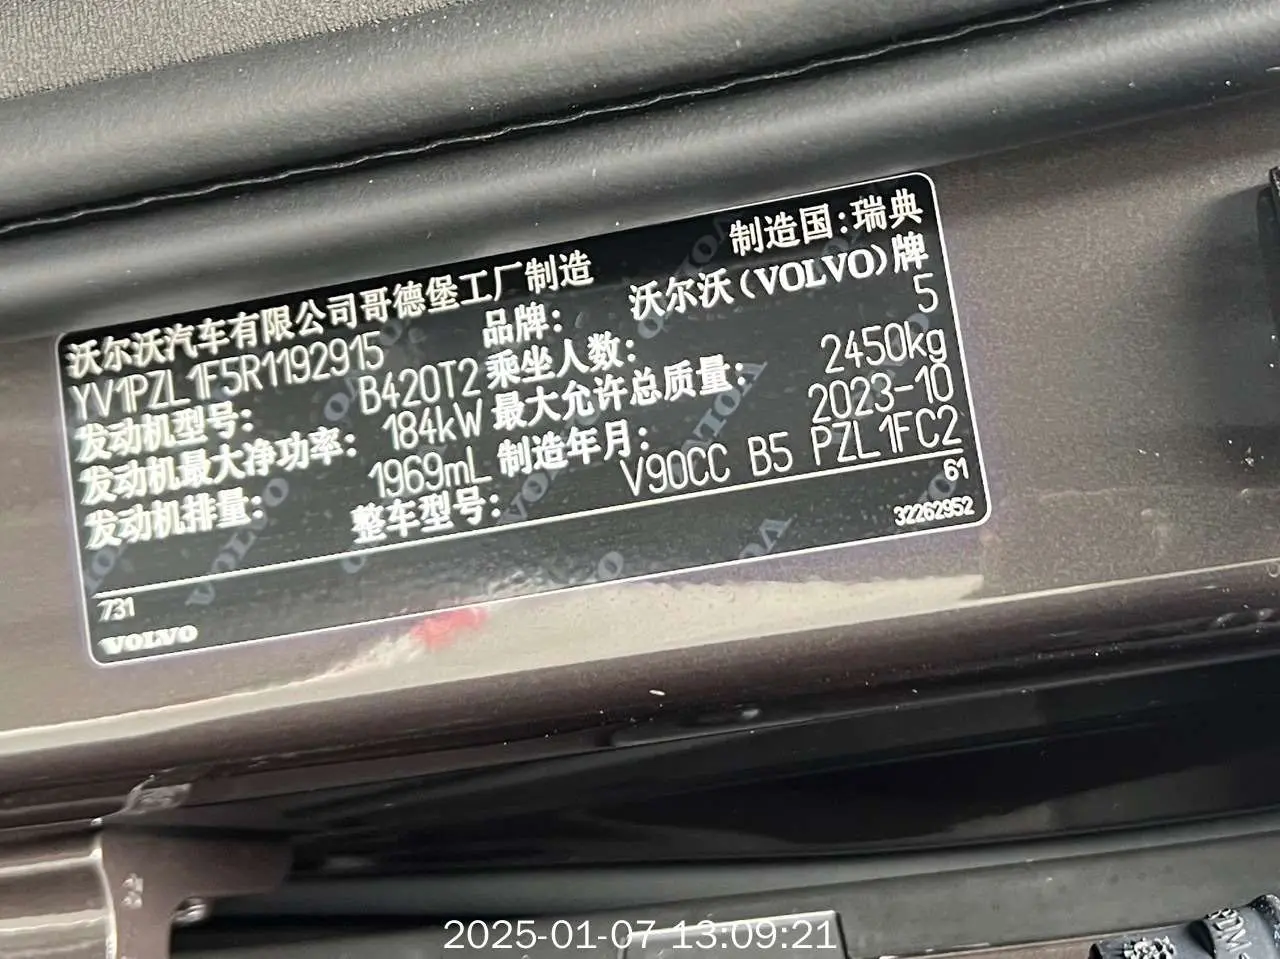 沃尔沃汽车有限公司哥德堡工厂制造 制造国:瑞典
YV1PZL1F5R1192915 品牌: 沃尔沃(VOLVO)牌
发动机型号: B420T2 乘坐人数: 5
发动机最大净功率: 184kW 最大允许总质量: 2450kg
发动机排量: 1969mL 制造年月: 2023-10
整车型号: V90CC B5 PZL1FC2
61
731 32262952
VOLVO
2025-01-07 13:09:21